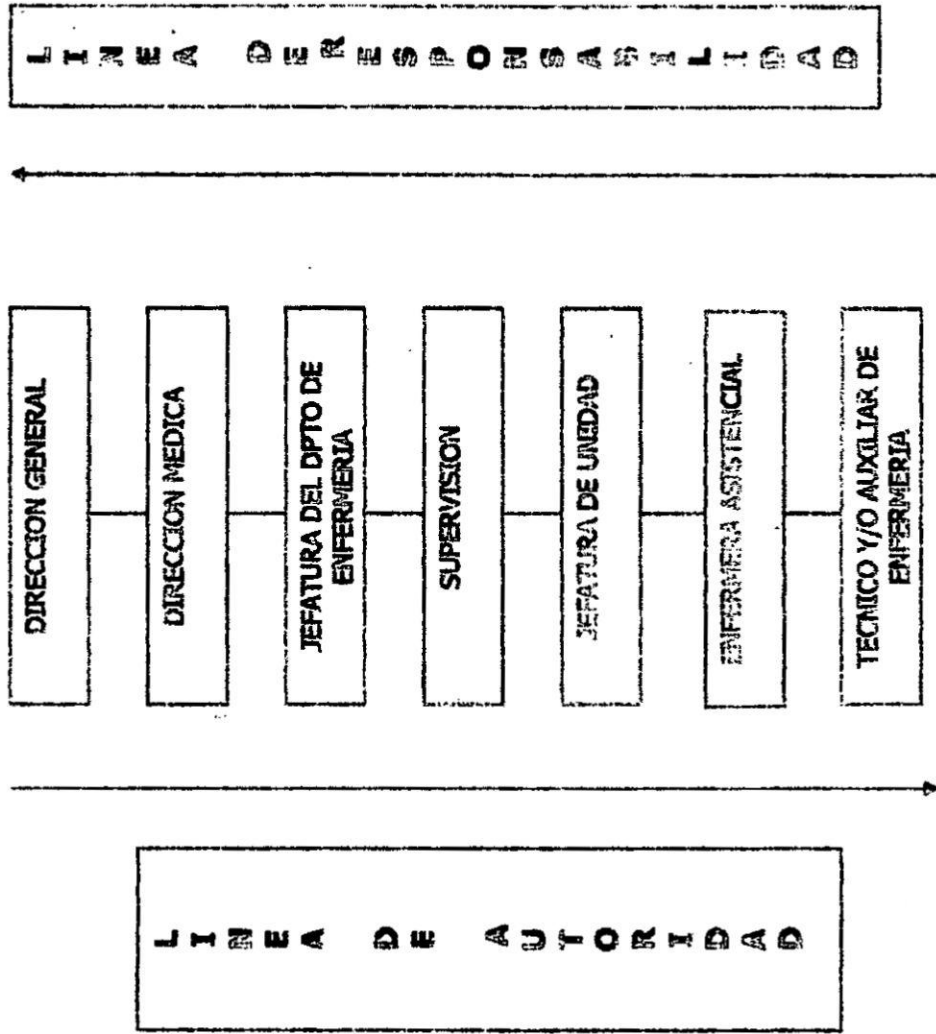 LINEA DE RESPONSABILIDAD
DIRECCION GENERAL
DIRECCION MEDICA
JEFATURA DEL DPTO DE
ENFERMERIA
SUPERVISION
JEFATURA DE UNIDAD
ENFERMERA ASISTENCIAL
TECNICO Y/O AUXILIAR DE
ENFERMERIA
LINEA DE AUTORIDAD